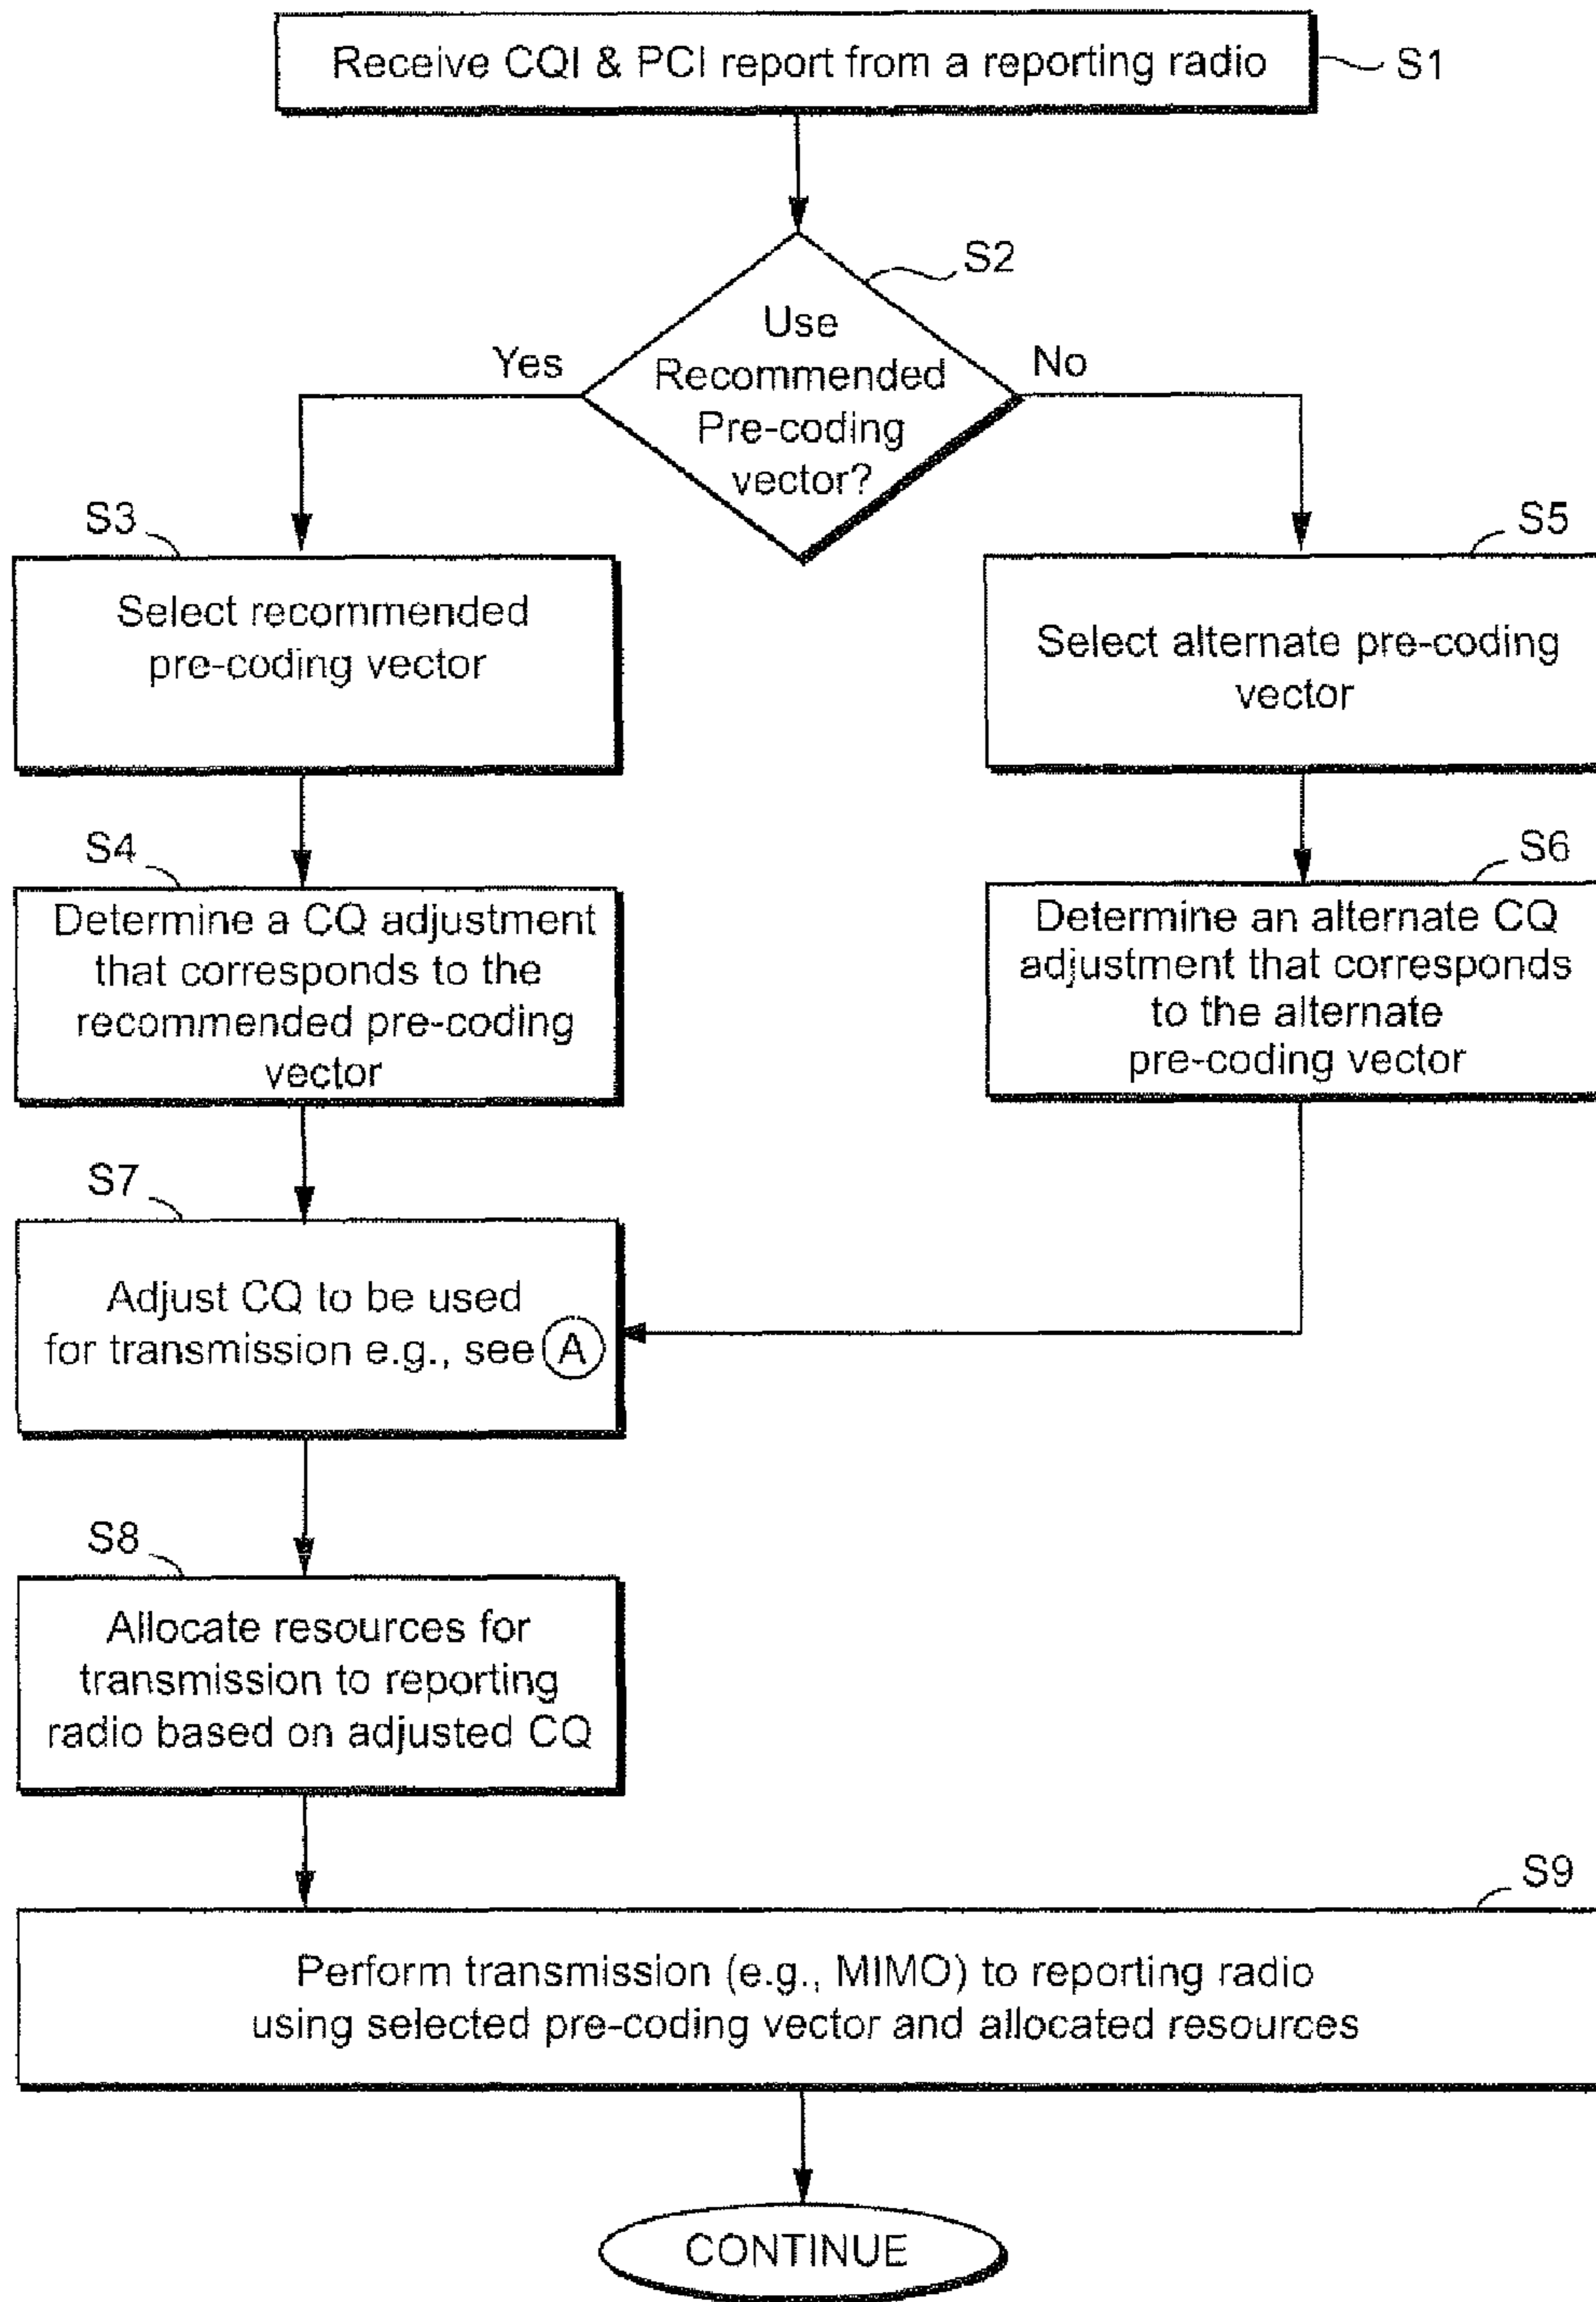 Receive CQI & PCI report from a reporting radio
S1
S2
Use
Recommended
Pre-coding
vector?
Yes
No
S3
Select recommended
pre-coding vector
S5
Select alternate pre-coding
vector
S4
Determine a CQ adjustment
that corresponds to the
recommended pre-coding
vector
S6
Determine an alternate CQ
adjustment that corresponds
to the alternate
pre-coding vector
S7
Adjust CQ to be used
for transmission e.g., see A
S8
Allocate resources for
transmission to reporting
radio based on adjusted CQ
S9
Perform transmission (e.g., MIMO) to reporting radio
using selected pre-coding vector and allocated resources
CONTINUE